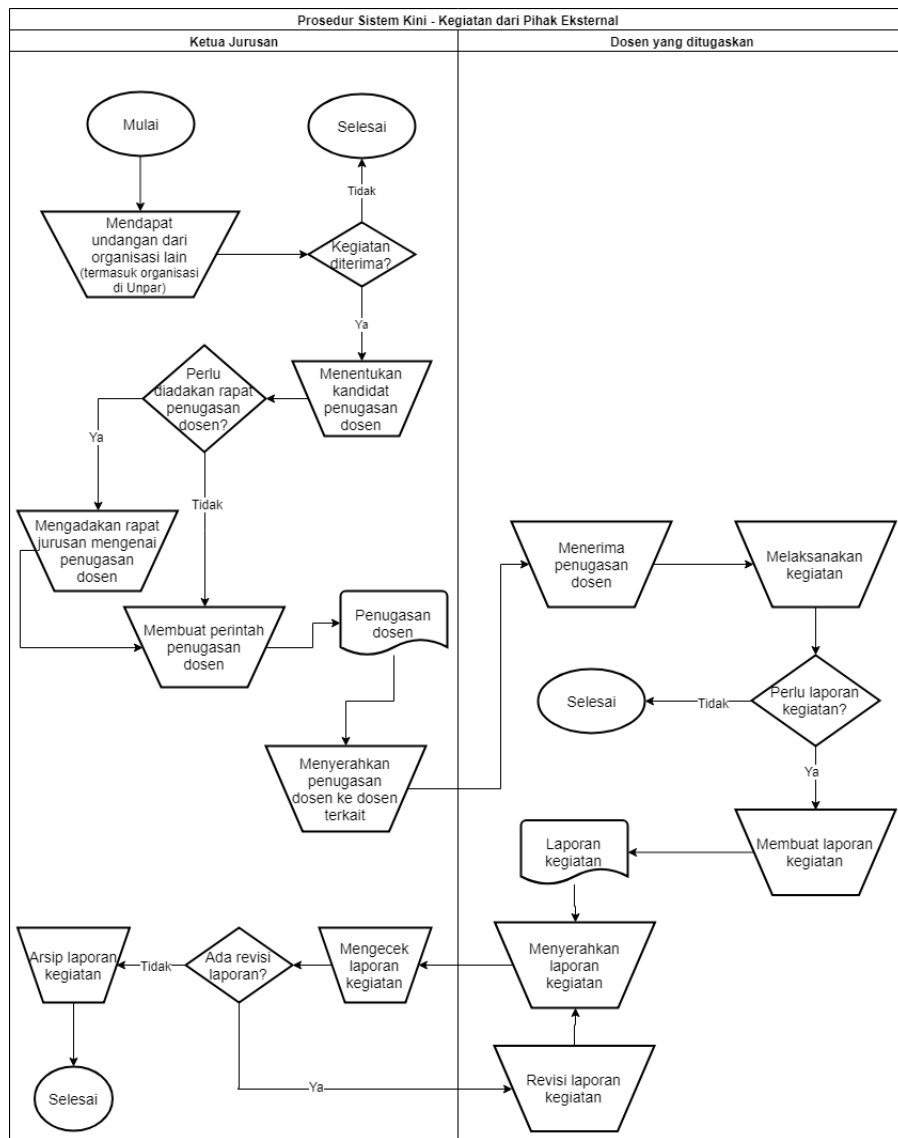 Prosedur Sistem Kini - Kegiatan dari Pihak Eksternal
Ketua Jurusan
Dosen yang ditugaskan
Mulai
Selesai
Tidak
Mendapat
undangan dari
organisasi lain
(termasuk organisasi
di Unpar)
Kegiatan
diterima?
Ya
Perlu
diadakan rapat
penugasan
dosen?
Menentukan
kandidat
penugasan
dosen
Ya
Tidak
Mengadakan rapat
jurusan mengenai
penugasan
dosen
Membuat perintah
penugasan
dosen
Penugasan
dosen
Menyerahkan
penugasan
dosen ke dosen
terkait
Menerima
penugasan
dosen
Melaksanakan
kegiatan
Perlu laporan
kegiatan?
Tidak
Selesai
Ya
Membuat laporan
kegiatan
Laporan
kegiatan
Menyerahkan
laporan
kegiatan
Mengecek
laporan
kegiatan
Ada revisi
laporan?
Tidak
Arsip laporan
kegiatan
Selesai
Ya
Revisi laporan
kegiatan